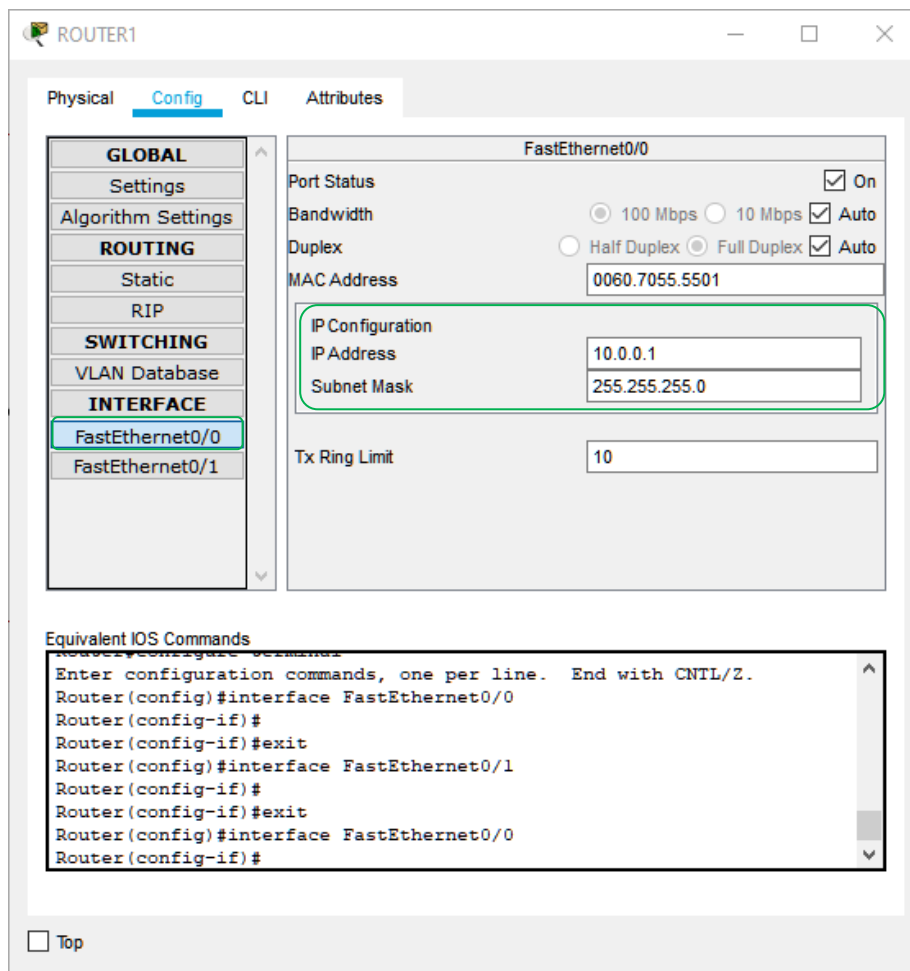 ROUTER1
Physical Config CLI Attributes
GLOBAL
Settings
Algorithm Settings
ROUTING
Static
RIP
SWITCHING
VLAN Database
INTERFACE
FastEthernet0/0
FastEthernet0/1
FastEthernet0/0
Port Status On
Bandwidth 100 Mbps 10 Mbps Auto
Duplex Half Duplex Full Duplex Auto
MAC Address 0060.7055.5501
IP Configuration
IP Address 10.0.0.1
Subnet Mask 255.255.255.0
Tx Ring Limit 10
Equivalent IOS Commands
Router#configure terminal
Enter configuration commands, one per line. End with CNTL/Z.
Router(config)#interface FastEthernet0/0
Router(config-if)#
Router(config-if)#exit
Router(config)#interface FastEthernet0/1
Router(config-if)#
Router(config-if)#exit
Router(config)#interface FastEthernet0/0
Router(config-if)#
Top